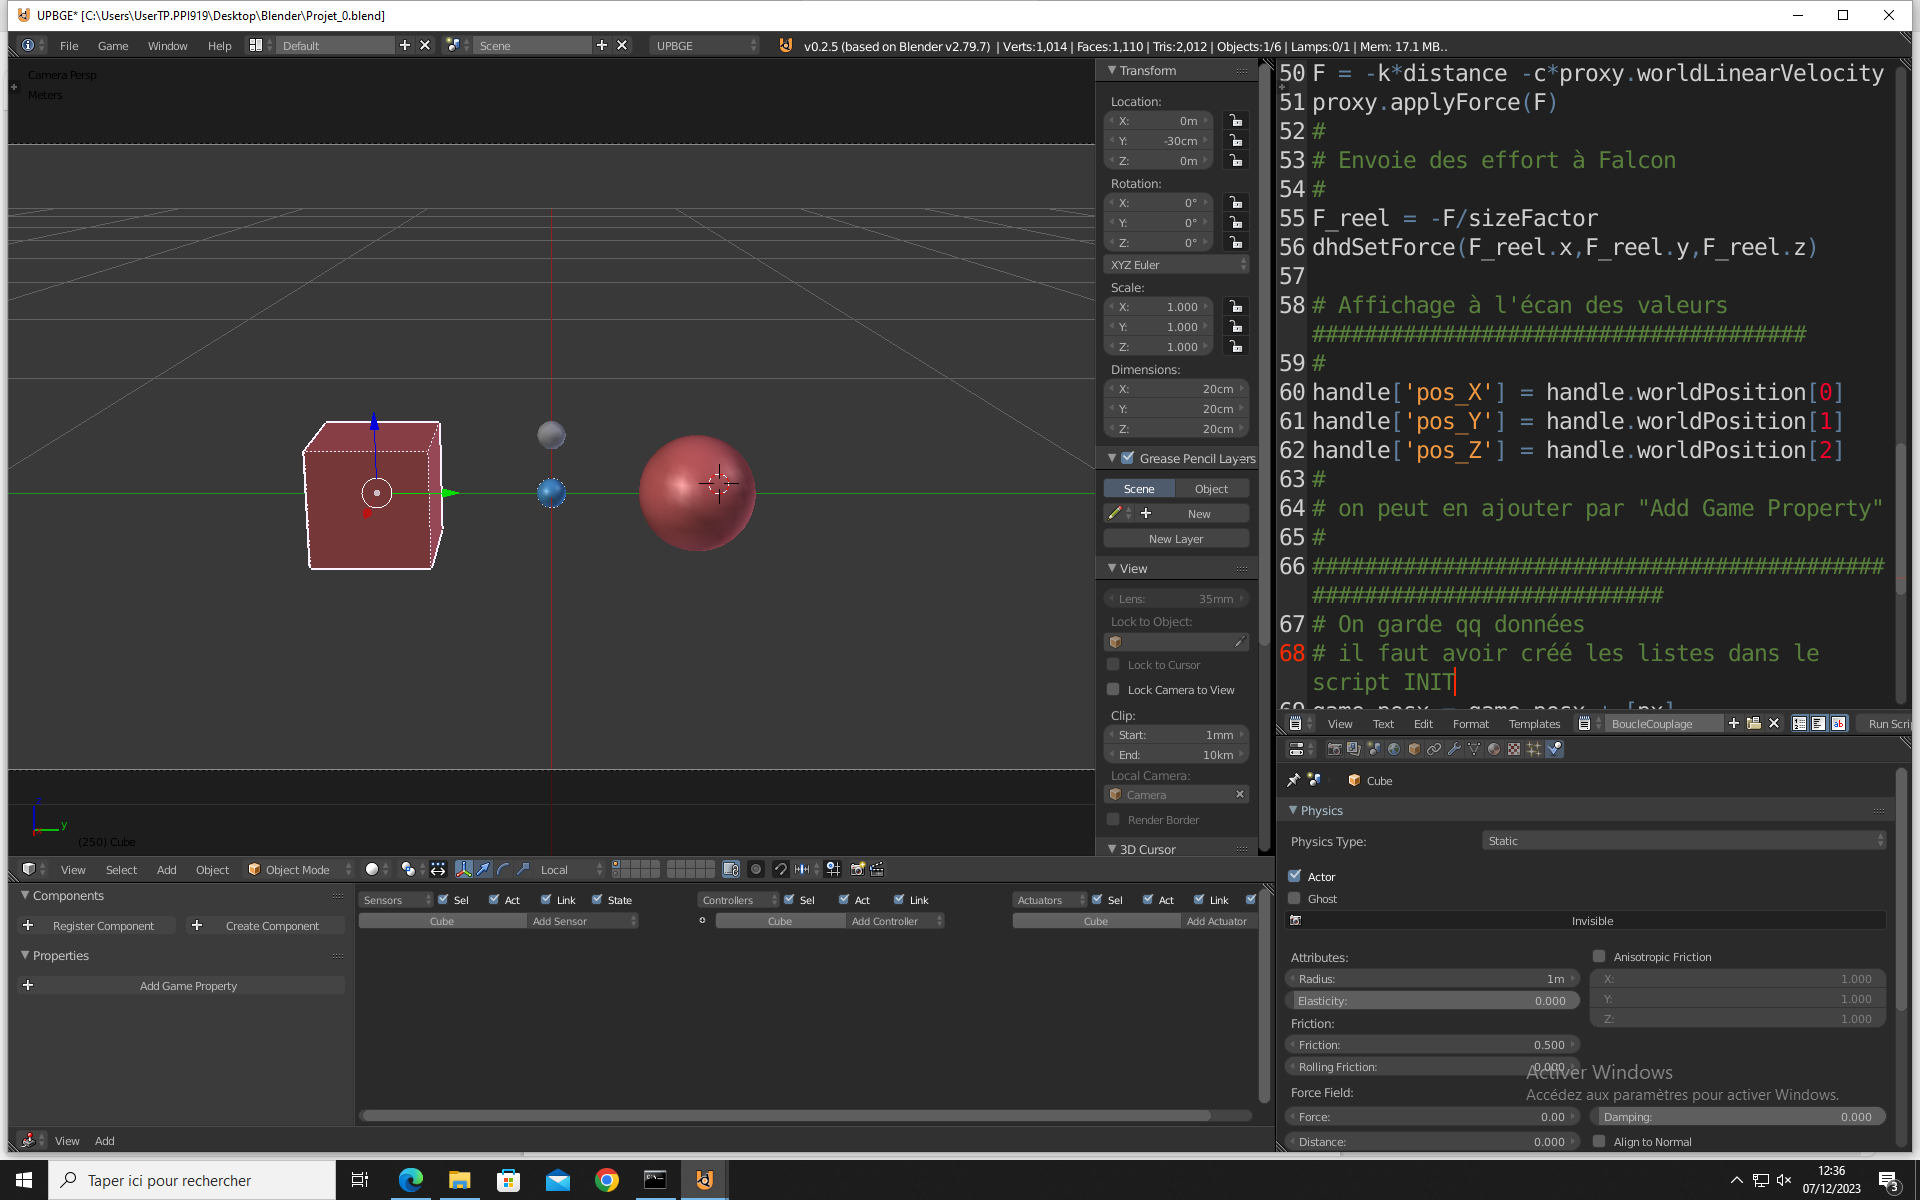 UPBGE* [C:\Users\UserTP.PPI919\Desktop\Blender\Projet_0.blend]
File Game Window Help Default Scene UPBGE v0.2.5 (based on Blender v2.79.7) | Verts:1,014 | Faces:1,110 | Tris:2,012 | Objects:1/6 | Lamps:0/1 | Mem: 17.1 MB..
Camera Persp
Meters
(250) Cube
y
Transform
Location:
X: 0m
Y: -30cm
Z: 0m
Rotation:
X: 0°
Y: 0°
Z: 0°
XYZ Euler
Scale:
X: 1.000
Y: 1.000
Z: 1.000
Dimensions:
X: 20cm
Y: 20cm
Z: 20cm
Grease Pencil Layers
Scene Object
New
New Layer
View
Lens: 35mm
Lock to Object:
Lock to Cursor
Lock Camera to View
Clip:
Start: 1mm
End: 10km
Local Camera:
Camera
Render Border
3D Cursor
50 F = -k*distance -c*proxy.worldLinearVelocity
51 proxy.applyForce(F)
52 #
53 # Envoie des effort à Falcon
54 #
55 F_reel = -F/sizeFactor
56 dhdSetForce(F_reel.x,F_reel.y,F_reel.z)
57
58 # Affichage à l'écan des valeurs
######################################
59 #
60 handle['pos_X'] = handle.worldPosition[0]
61 handle['pos_Y'] = handle.worldPosition[1]
62 handle['pos_Z'] = handle.worldPosition[2]
63 #
64 # on peut en ajouter par "Add Game Property"
65 #
66 ############################################
###########################
67 # On garde qq données
68 # il faut avoir créé les listes dans le
script INIT
69 game.posx = game.posx + [px]
View Text Edit Format Templates BoucleCouplage Run Scri
Cube
Physics
Physics Type: Static
Actor
Ghost
Invisible
Attributes: Anisotropic Friction
Radius: 1m X: 1.000
Elasticity: 0.000 Y: 1.000
Friction: Z: 1.000
Friction: 0.500
Rolling Friction: 0.000
Force Field:
Force: 0.00 Damping: 0.000
Distance: 0.000 Align to Normal
Activer Windows
Accédez aux paramètres pour activer Windows.
View Select Add Object Object Mode Local
Components
Register Component Create Component
Properties
Add Game Property
Sensors Sel Act Link State Controllers Sel Act Link Actuators Sel Act Link
Cube Add Sensor Cube Add Controller Cube Add Actuator
View Add
Taper ici pour rechercher
12:36
07/12/2023
3